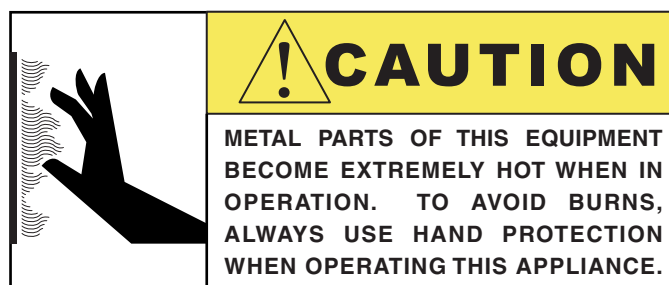 CAUTION
METAL PARTS OF THIS EQUIPMENT
BECOME EXTREMELY HOT WHEN IN
OPERATION. TO AVOID BURNS,
ALWAYS USE HAND PROTECTION
WHEN OPERATING THIS APPLIANCE.